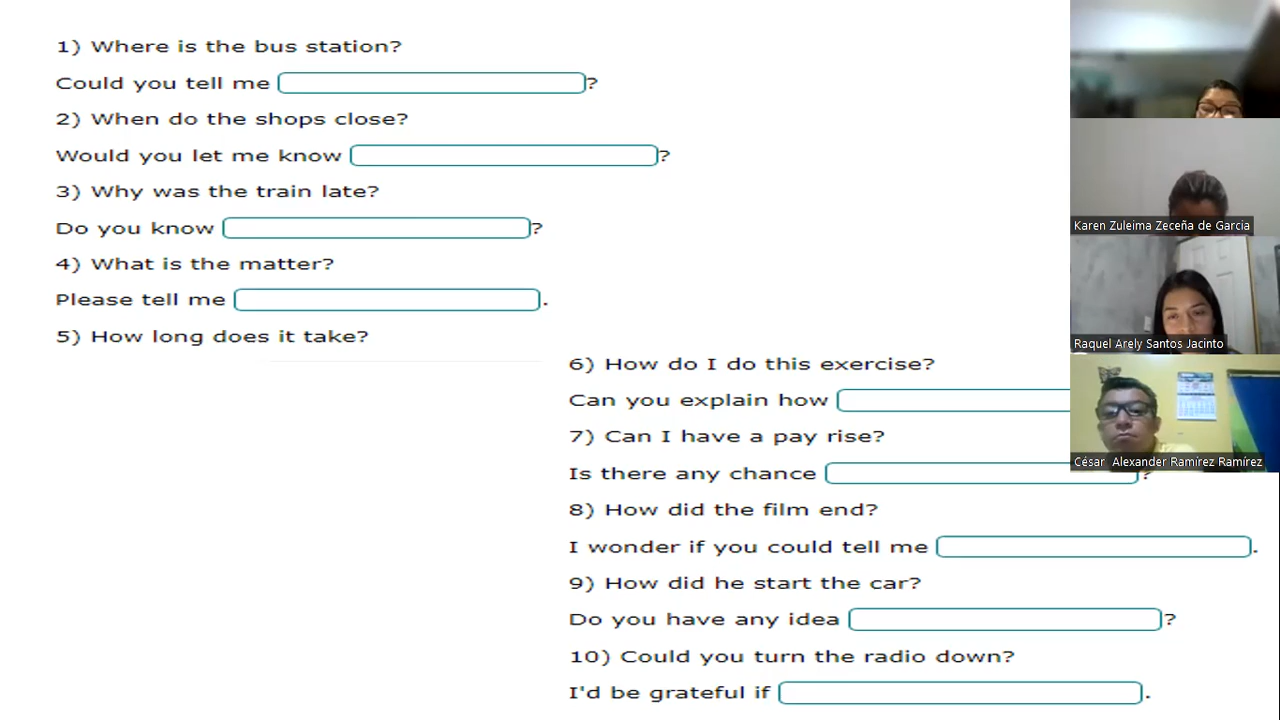 1) Where is the bus station?
Could you tell me ?
2) When do the shops close?
Would you let me know ?
3) Why was the train late?
Do you know ?
4) What is the matter?
Please tell me .
5) How long does it take?
6) How do I do this exercise?
Can you explain how
7) Can I have a pay rise?
Is there any chance ?
8) How did the film end?
I wonder if you could tell me .
9) How did he start the car?
Do you have any idea ?
10) Could you turn the radio down?
I'd be grateful if .
Karen Zuleima Zeceña de Garcia
Raquel Arely Santos Jacinto
César Alexander Ramírez Ramírez